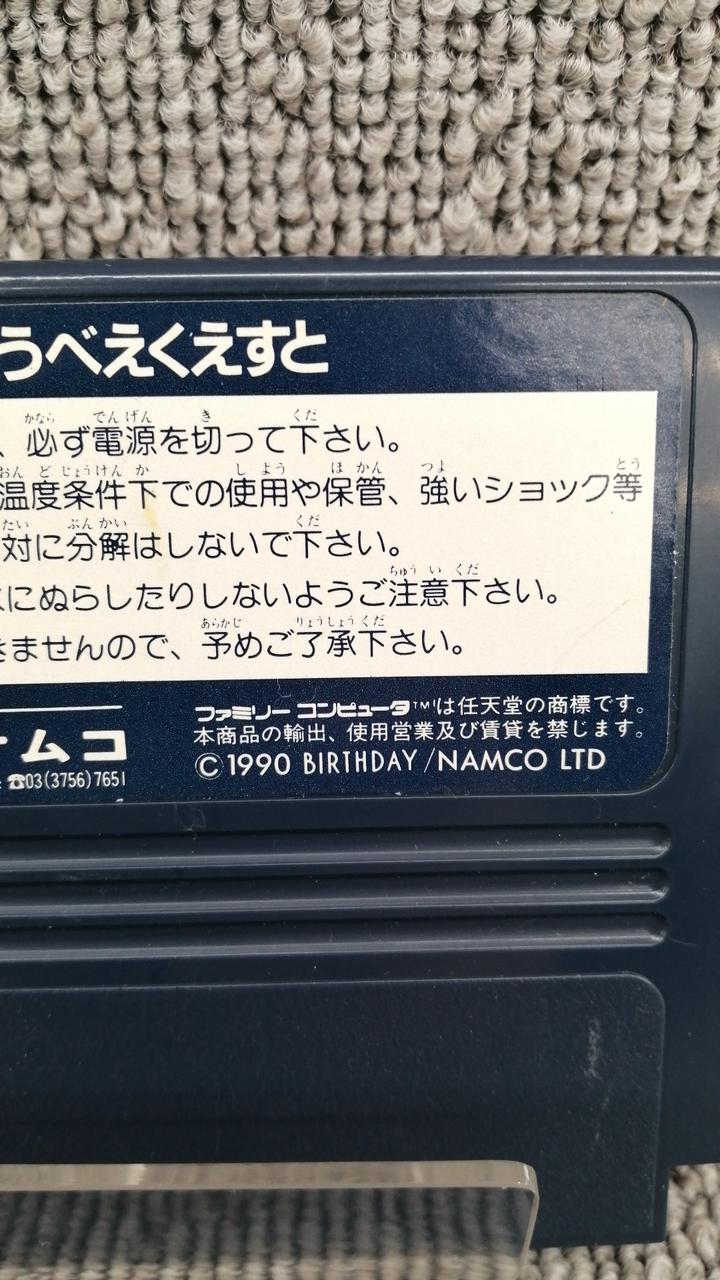 うべえくえすと
、必ず電源を切って下さい。
温度条件下での使用や保管、強いショック等
対に分解はしないで下さい。
にぬらしたりしないようご注意下さい。
きませんので、予めご了承下さい。
ファミリーコンピュータ™は任天堂の商標です。
本商品の輸出、使用営業及び賃貸を禁じます。
ムコ
☎03(3756)7651
©1990 BIRTHDAY/NAMCO LTD